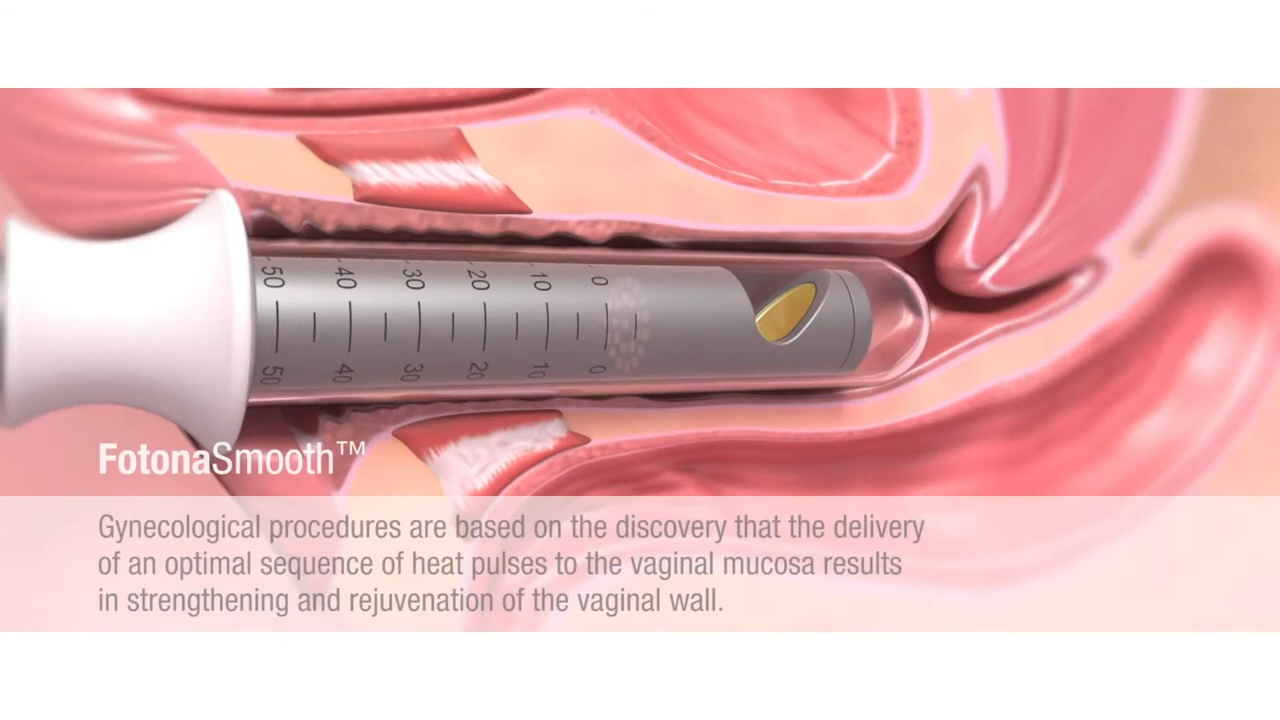 50 40 30 20 10 0
50 40 30 20 10 0
FotonaSmooth™
Gynecological procedures are based on the discovery that the delivery
of an optimal sequence of heat pulses to the vaginal mucosa results
in strengthening and rejuvenation of the vaginal wall.